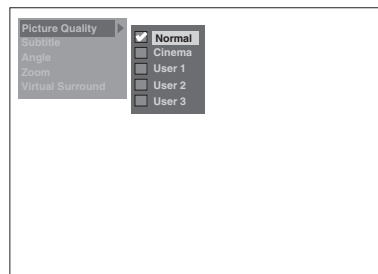 Picture Quality
Subtitle
Angle
Zoom
Virtual Surround
Normal
Cinema
User 1
User 2
User 3